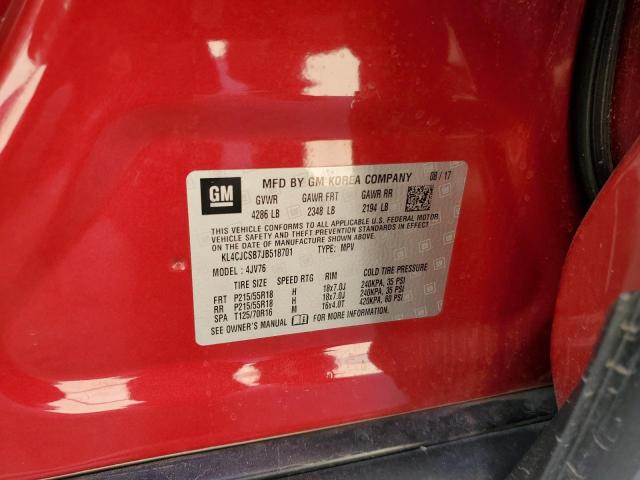 GM
MFD BY GM KOREA COMPANY 08 / 17
GVWR GAWR FRT GAWR RR
4286 LB 2348 LB 2194 LB
THIS VEHICLE CONFORMS TO ALL APPLICABLE U.S. FEDERAL MOTOR
VEHICLE SAFETY AND THEFT PREVENTION STANDARDS IN EFFECT
ON THE DATE OF MANUFACTURE SHOWN ABOVE.
KL4CJCSB7JB518701 TYPE: MPV
MODEL : 4JV76
SPEED RTG RIM COLD TIRE PRESSURE
FRT P215/55R18 H 18x7.0J 240KPA, 35 PSI
RR P215/55R18 H 18x7.0J 240KPA, 35 PSI
SPA T125/70R16 M 16x4.0T 420KPA, 60 PSI
SEE OWNER'S MANUAL FOR MORE INFORMATION.